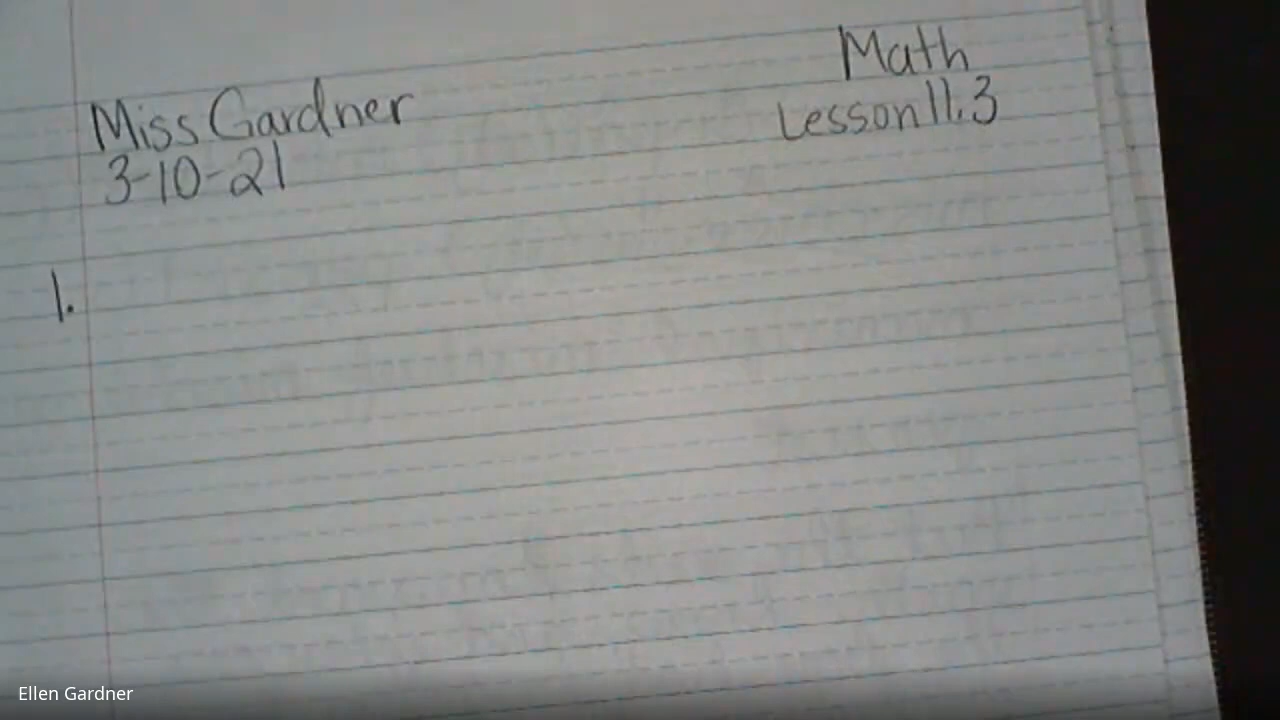 Math
Miss Gardner
Lesson 11.3
3-10-21
1.
Ellen Gardner